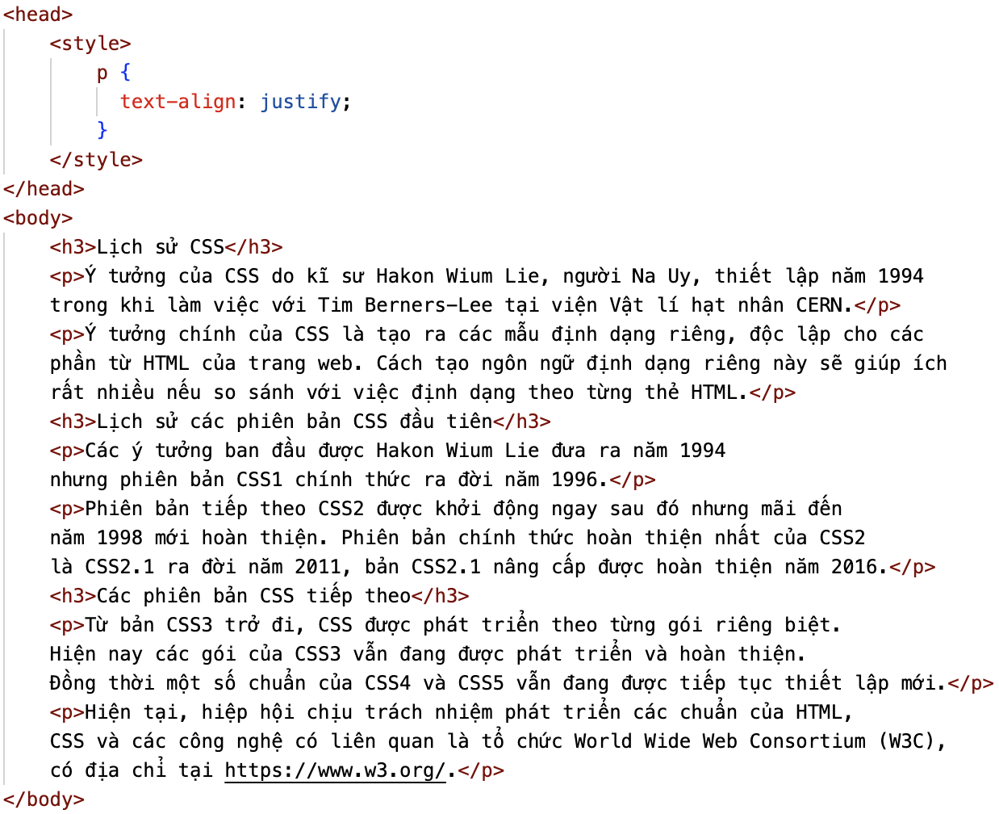 <head>
<style>
p {
text-align: justify;
}
</style>
</head>
<body>
<h3>Lịch sử CSS</h3>
<p>Ý tưởng của CSS do kĩ sư Hakon Wium Lie, người Na Uy, thiết lập năm 1994
trong khi làm việc với Tim Berners-Lee tại viện Vật lí hạt nhân CERN.</p>
<p>Ý tưởng chính của CSS là tạo ra các mẫu định dạng riêng, độc lập cho các
phần từ HTML của trang web. Cách tạo ngôn ngữ định dạng riêng này sẽ giúp ích
rất nhiều nếu so sánh với việc định dạng theo từng thẻ HTML.</p>
<h3>Lịch sử các phiên bản CSS đầu tiên</h3>
<p>Các ý tưởng ban đầu được Hakon Wium Lie đưa ra năm 1994
nhưng phiên bản CSS1 chính thức ra đời năm 1996.</p>
<p>Phiên bản tiếp theo CSS2 được khởi động ngay sau đó nhưng mãi đến
năm 1998 mới hoàn thiện. Phiên bản chính thức hoàn thiện nhất của CSS2
là CSS2.1 ra đời năm 2011, bản CSS2.1 nâng cấp được hoàn thiện năm 2016.</p>
<h3>Các phiên bản CSS tiếp theo</h3>
<p>Từ bản CSS3 trở đi, CSS được phát triển theo từng gói riêng biệt.
Hiện nay các gói của CSS3 vẫn đang được phát triển và hoàn thiện.
Đồng thời một số chuẩn của CSS4 và CSS5 vẫn đang được tiếp tục thiết lập mới.</p>
<p>Hiện tại, hiệp hội chịu trách nhiệm phát triển các chuẩn của HTML,
CSS và các công nghệ có liên quan là tổ chức World Wide Web Consortium (W3C),
có địa chỉ tại https://www.w3.org/.</p>
</body>